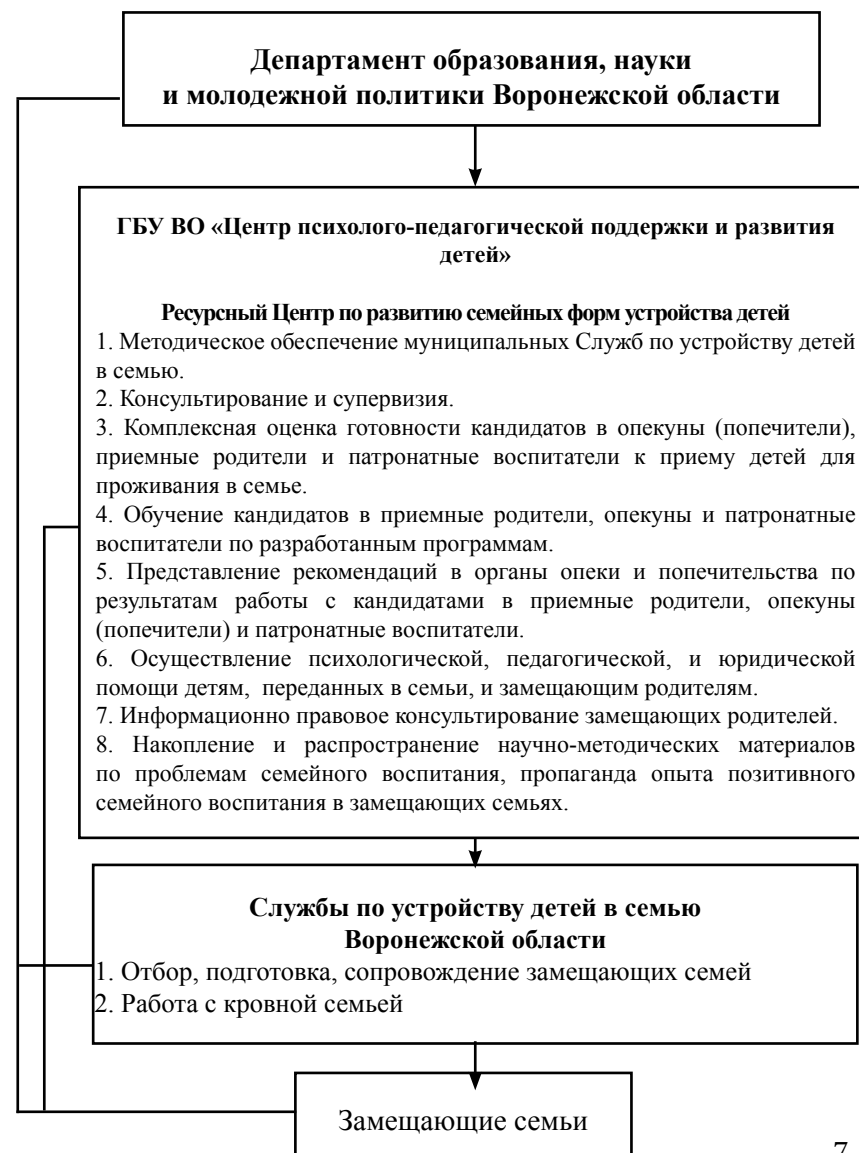 Департамент образования, науки
и молодежной политики Воронежской области
ГБУ ВО «Центр психолого-педагогической поддержки и развития
детей»
Ресурсный Центр по развитию семейных форм устройства детей
1. Методическое обеспечение муниципальных Служб по устройству детей
в семью.
2. Консультирование и супервизия.
3. Комплексная оценка готовности кандидатов в опекуны (попечители),
приемные родители и патронатные воспитатели к приему детей для
проживания в семье.
4. Обучение кандидатов в приемные родители, опекуны и патронатные
воспитатели по разработанным программам.
5. Представление рекомендаций в органы опеки и попечительства по
результатам работы с кандидатами в приемные родители, опекуны
(попечители) и патронатные воспитатели.
6. Осуществление психологической, педагогической, и юридической
помощи детям, переданных в семьи, и замещающим родителям.
7. Информационно правовое консультирование замещающих родителей.
8. Накопление и распространение научно-методических материалов
по проблемам семейного воспитания, пропаганда опыта позитивного
семейного воспитания в замещающих семьях.
Службы по устройству детей в семью
Воронежской области
1. Отбор, подготовка, сопровождение замещающих семей
2. Работа с кровной семьей
Замещающие семьи
7